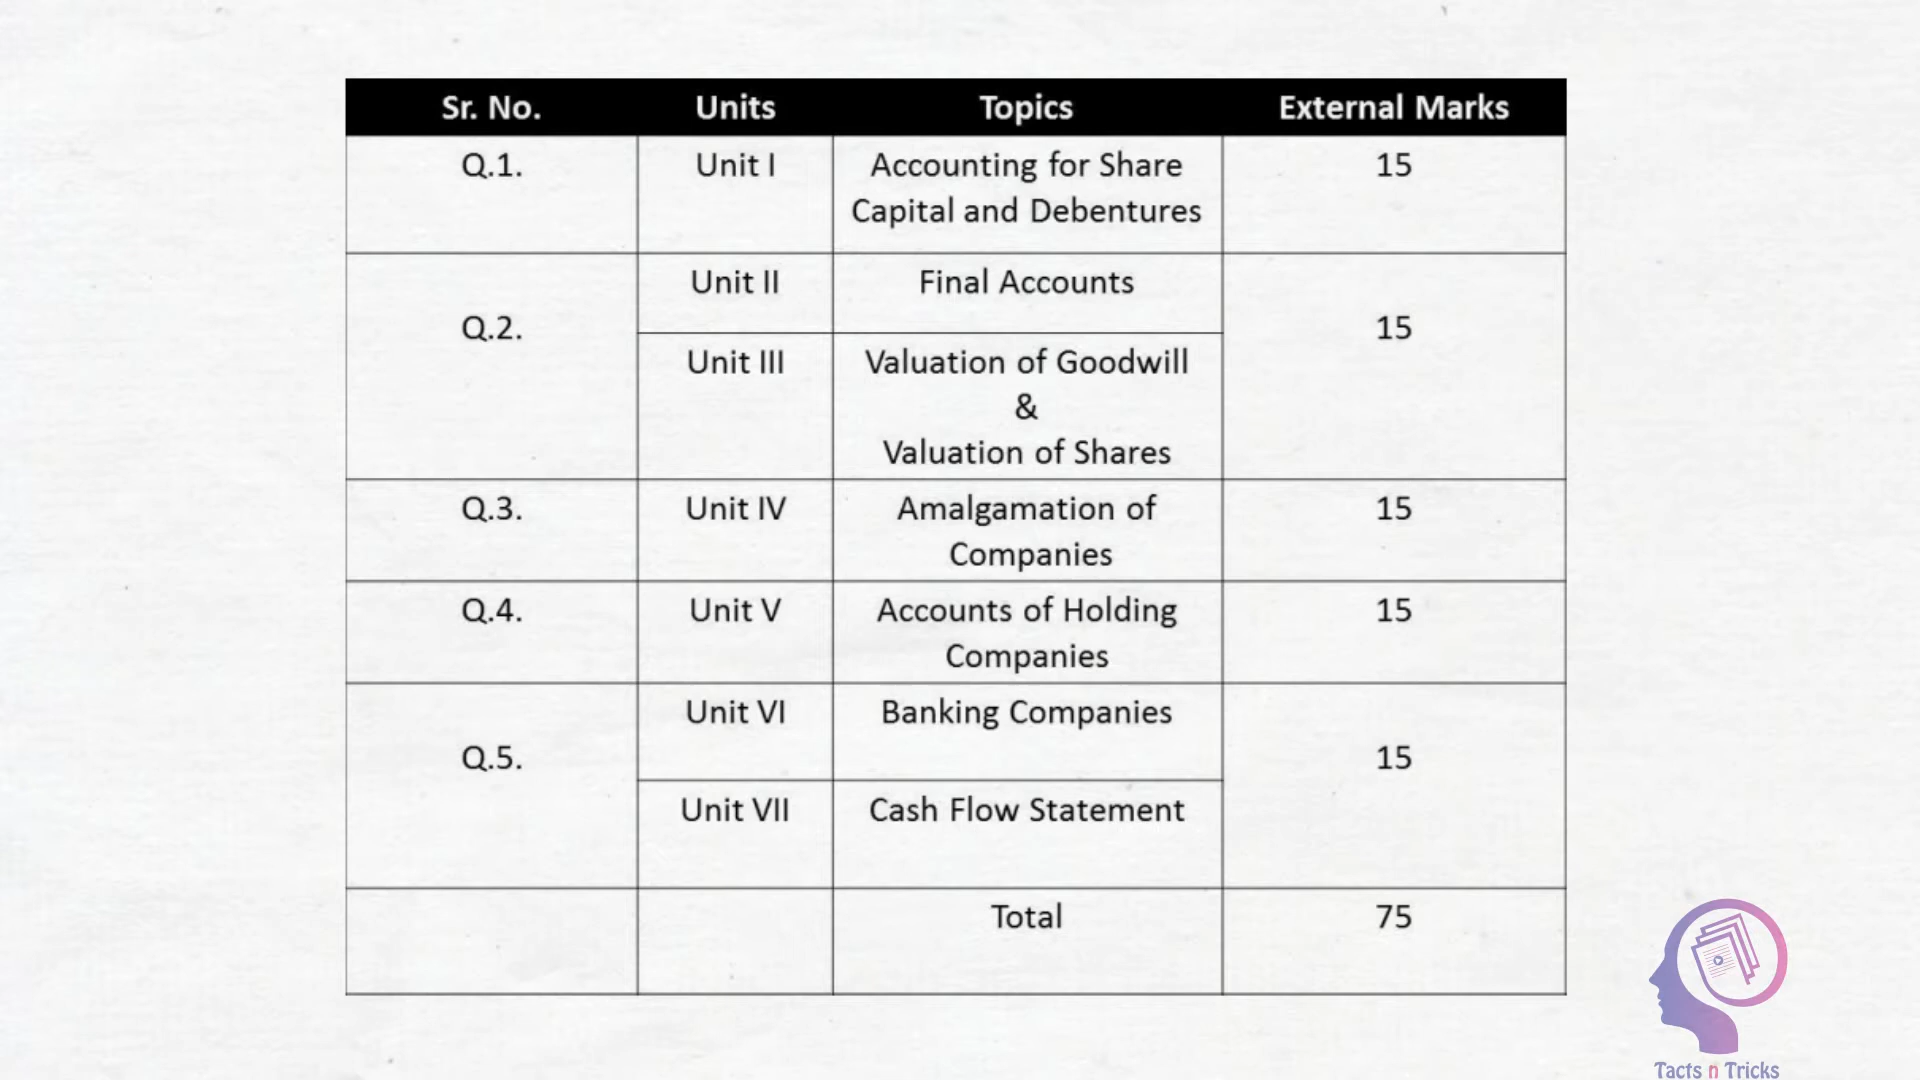 Sr. No. Units Topics External Marks
Q.1. Unit I Accounting for Share 15
Capital and Debentures
Unit II Final Accounts
Q.2. 15
Unit III Valuation of Goodwill
&
Valuation of Shares
Q.3. Unit IV Amalgamation of 15
Companies
Q.4. Unit V Accounts of Holding 15
Companies
Unit VI Banking Companies
Q.5. 15
Unit VII Cash Flow Statement
Total 75
Tacts n Tricks